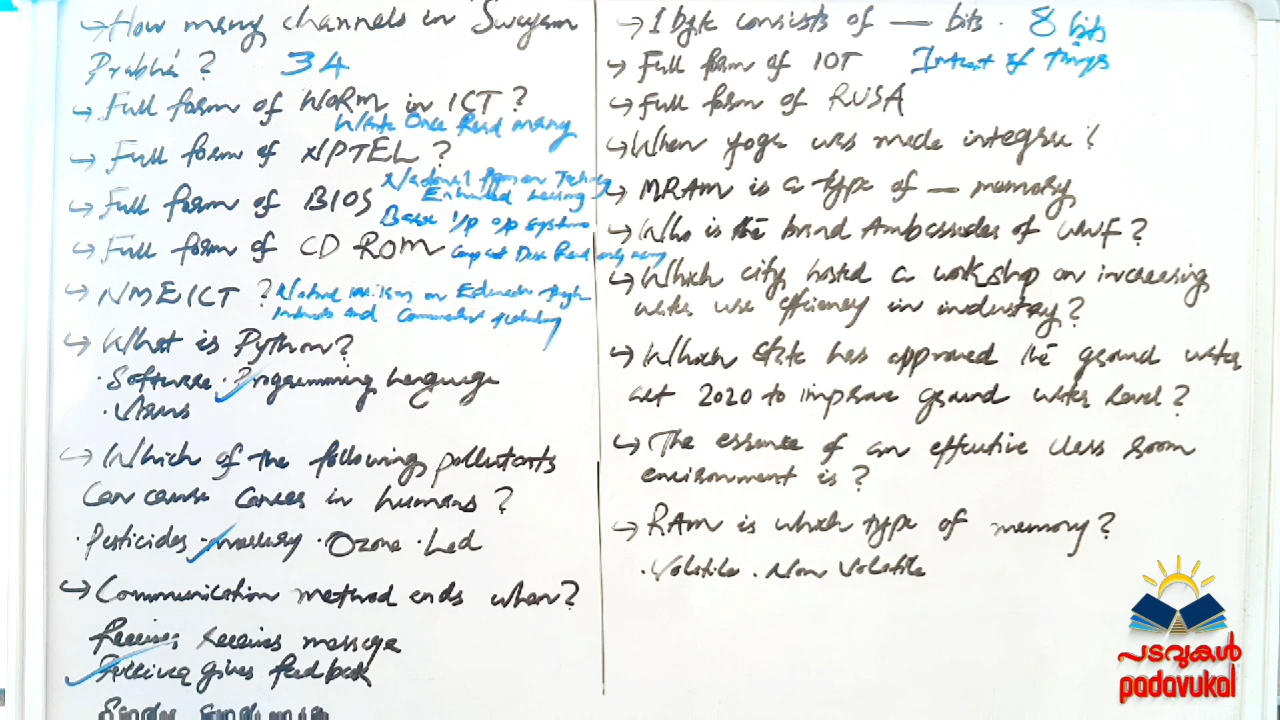 →How many channels in Swayam
Prabha? 34
→Full form of WORM in ICT?
Write Once Read many
→Full form of NPTEL?
→Full form of BIOS
Enhanced
Basic i/p o/p system
→Full form of CD ROM Compact Disc Read only
→NMEICT ?
and
→What is Python?
·Software ·Programming Language
·Virus
→Which of the following pollutants
Can cause Cancer in humans?
·Pesticides · ·Ozone ·Led
→Communication method ends when?
Receiver Receives message
gives feedback
→1 byte consists of — bits. 8 bits
→Full form of IOT of things
→Full form of RUSA
→When yoga was made
→MRAM is a type of — memory
→Who is the brand Ambassador of WWF?
→Which city hosted a workshop on increasing
water use efficiency in industry?
→Which state has approved the ground water
act 2020 to improve ground water level?
→The essence of an effective class room
environment is?
→RAM is which type of memory?
·Volatile ·Non Volatile
പടവുകൾ
padavukal